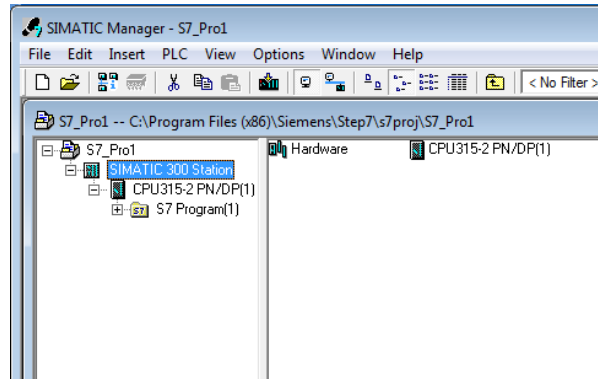 SIMATIC Manager - S7_Pro1
File Edit Insert PLC View Options Window Help
< No Filter >
S7_Pro1 -- C:\Program Files (x86)\Siemens\Step7\s7proj\S7_Pro1
S7_Pro1
SIMATIC 300 Station
CPU315-2 PN/DP(1)
S7 Program(1)
Hardware
CPU315-2 PN/DP(1)